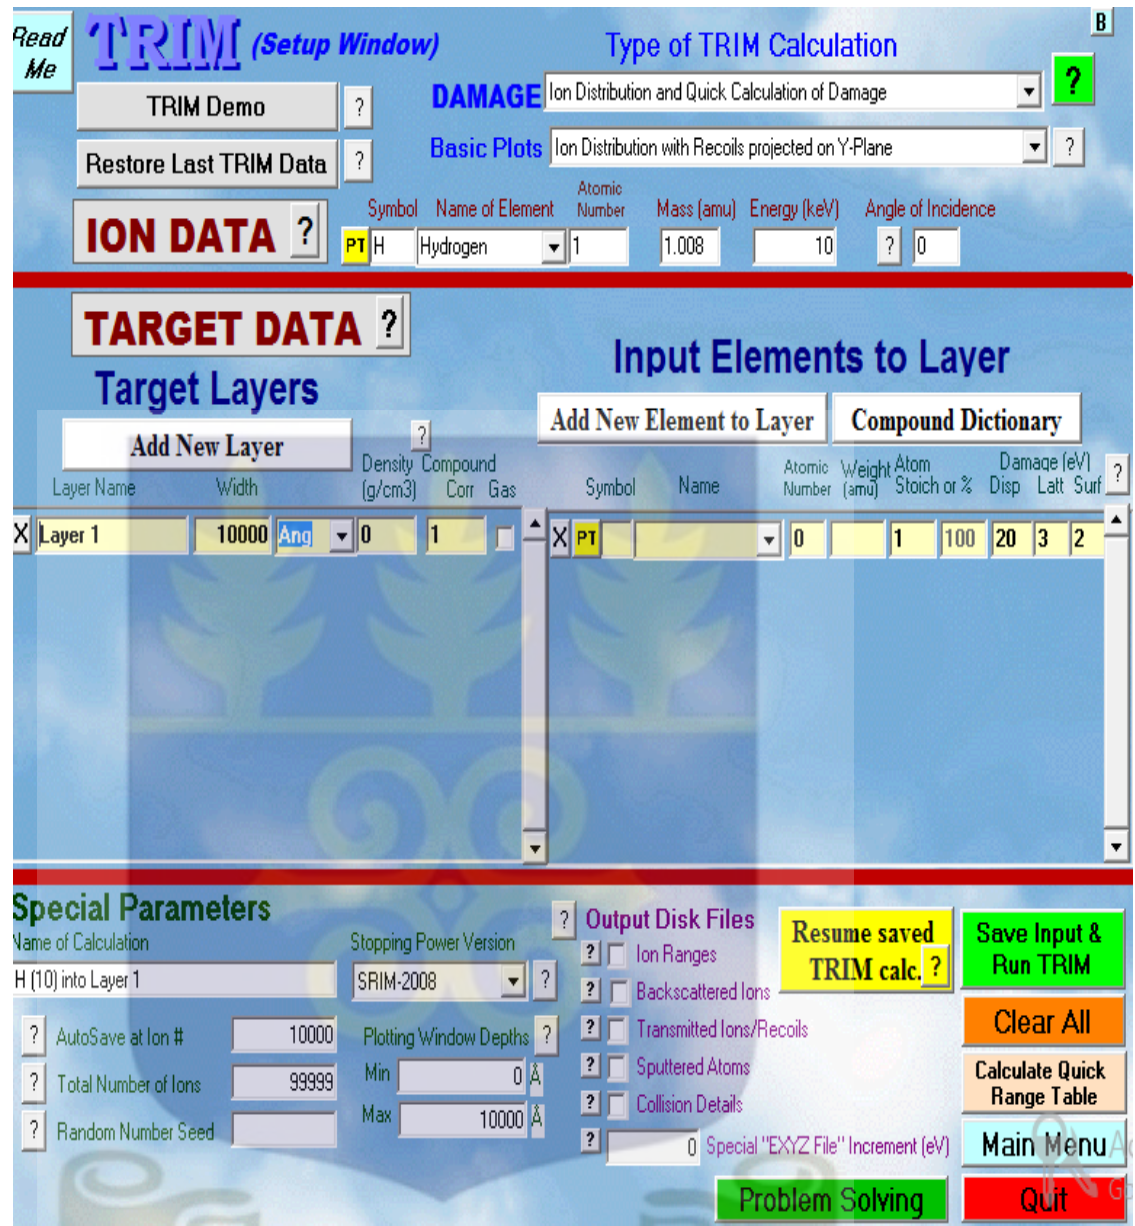 Read Me
TRIM (Setup Window)
Type of TRIM Calculation
B
TRIM Demo ?
DAMAGE Ion Distribution and Quick Calculation of Damage ?
Restore Last TRIM Data ?
Basic Plots Ion Distribution with Recoils projected on Y-Plane ?
ION DATA ?
Symbol Name of Element Atomic Number Mass (amu) Energy (keV) Angle of Incidence
PT H Hydrogen 1 1.008 10 ? 0
TARGET DATA ?
Target Layers
Input Elements to Layer
Add New Layer
?
Add New Element to Layer
Compound Dictionary
Layer Name Width Density (g/cm3) Compound Corr Gas
Symbol Name Atomic Number Weight (amu) Atom Stoich or % Damage (eV) Disp Latt Surf ?
X Layer 1 10000 Ang 0 1
X PT 0 1 100 20 3 2
Special Parameters
Name of Calculation
Stopping Power Version
H (10) into Layer 1
SRIM-2008 ?
? AutoSave at Ion # 10000
? Total Number of Ions 99999
? Random Number Seed
Plotting Window Depths ?
Min 0 Å
Max 10000 Å
? Output Disk Files
? Ion Ranges
? Backscattered Ions
? Transmitted Ions/Recoils
? Sputtered Atoms
? Collision Details
? 0 Special "EXYZ File" Increment (eV)
Resume saved TRIM calc. ?
Save Input & Run TRIM
Clear All
Calculate Quick Range Table
Main Menu
Problem Solving
Quit